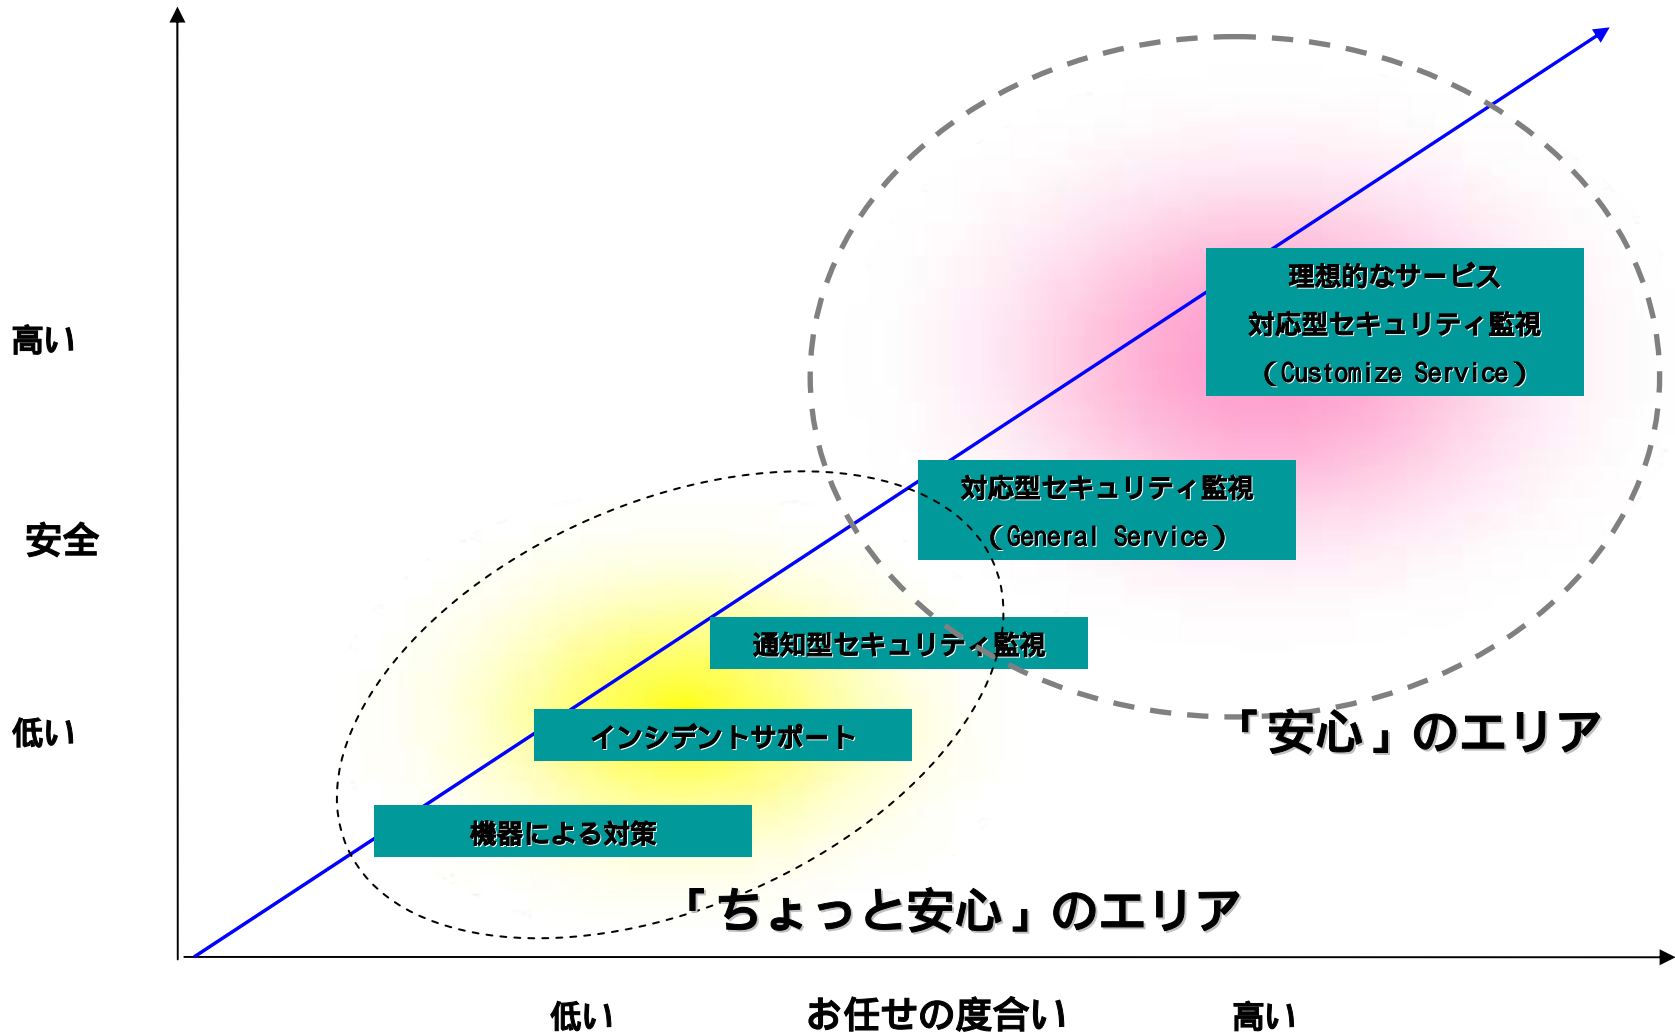 理想的なサービス
対応型セキュリティ監視
(Customize Service)
高い
対応型セキュリティ監視
(General Service)
安全
通知型セキュリティ監視
低い
「安心」のエリア
インシデントサポート
機器による対策
「ちょっと安心」のエリア
低い
お任せの度合い
高い